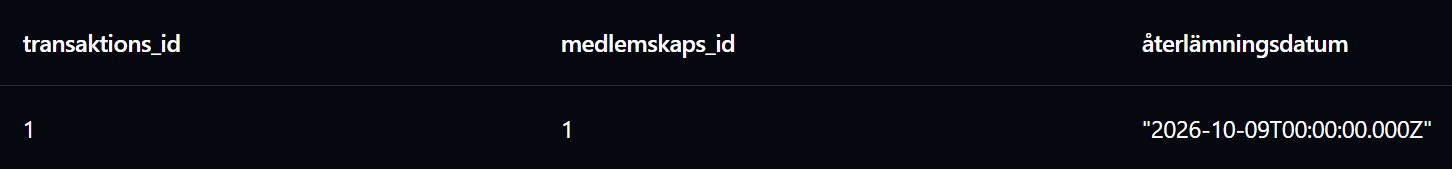 transaktions_id medlemskaps_id återlämningsdatum
1 1 "2026-10-09T00:00:00.000Z"